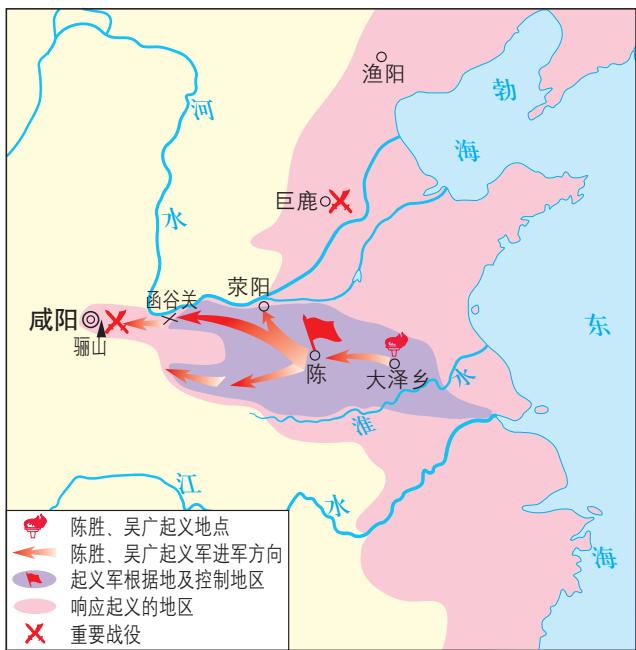 渔阳
勃
海
河
水
巨鹿
荥阳
函谷关
咸阳
骊山
陈
大泽乡
水
淮
东
海
江
水
陈胜、吴广起义地点
陈胜、吴广起义军进军方向
起义军根据地及控制地区
响应起义的地区
重要战役